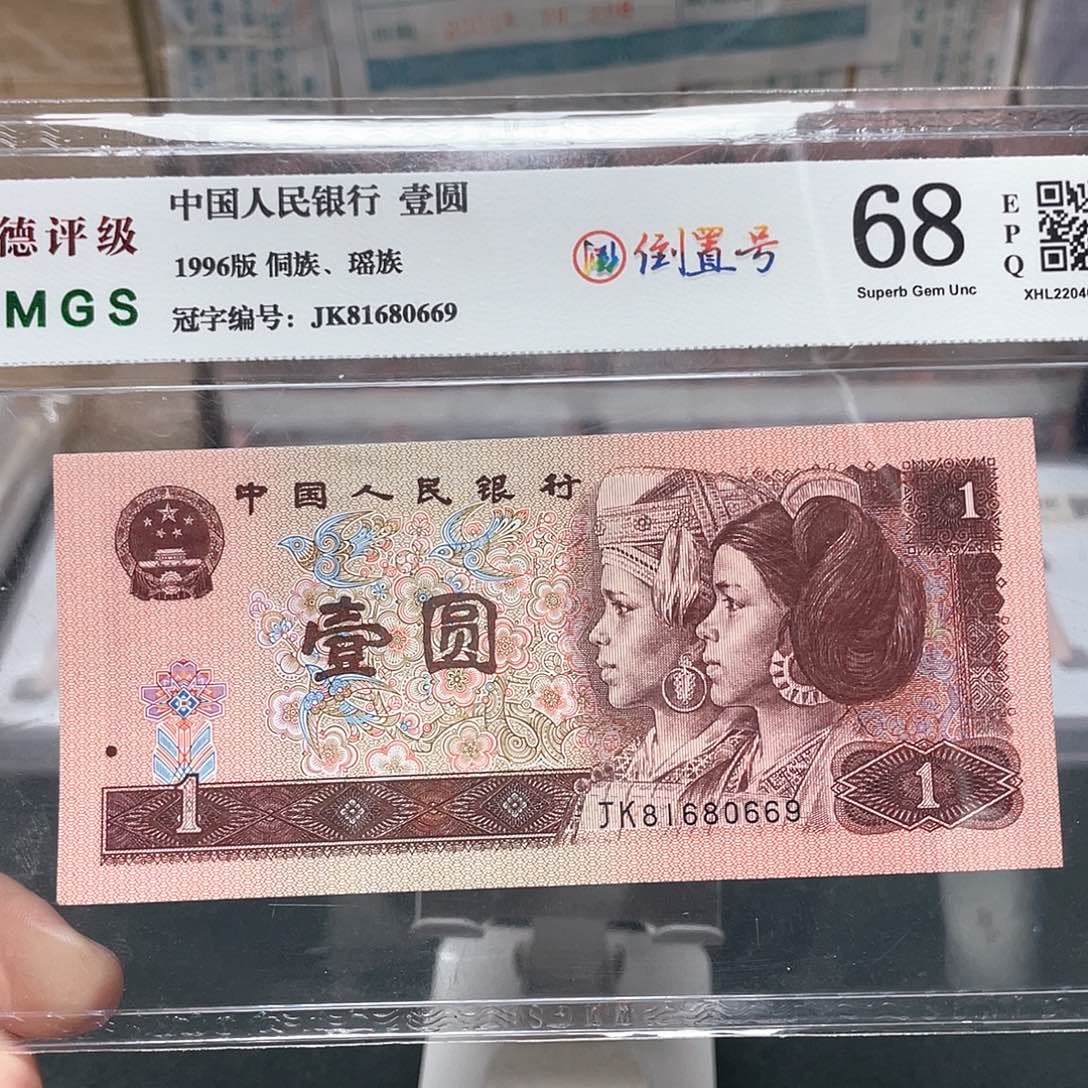 德评级
MGS
中国人民银行 壹圆
1996版 侗族、瑶族
冠字编号：JK81680669
倒置号
68
Superb Gem Unc
EPQ
XHL2204
中国人民银行
壹圆
1
1
1
JK81680669